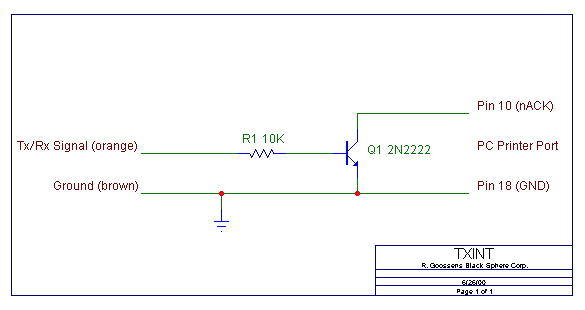 Pin 10 (nACK)
R1 10K
Tx/Rx Signal (orange)
Q1 2N2222
PC Printer Port
Ground (brown)
Pin 18 (GND)
TXINT
R. Goossens Black Sphere Corp.
6/26/00
Page 1 of 1